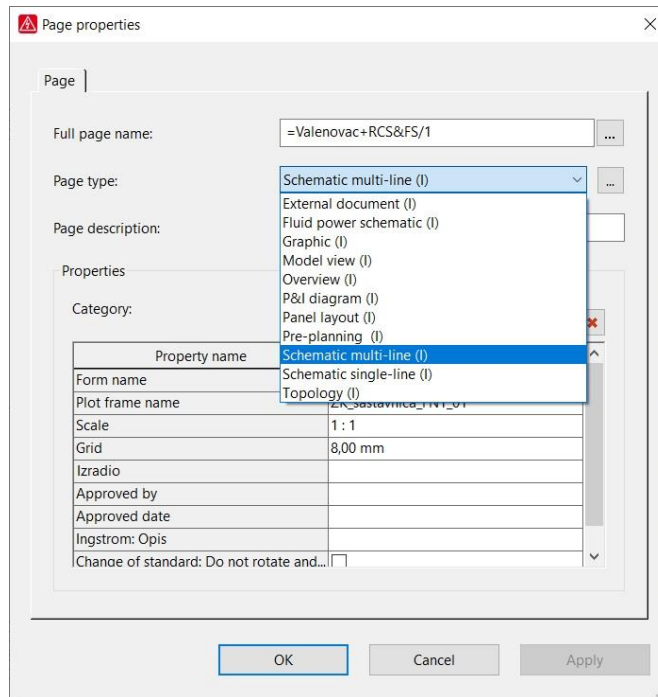 Page properties
Page
Full page name:
=Valenovac+RCS&FS/1
...
Page type:
Schematic multi-line (I)
...
External document (I)
Fluid power schematic (I)
Graphic (I)
Model view (I)
Overview (I)
P&I diagram (I)
Panel layout (I)
Pre-planning (I)
Schematic multi-line (I)
Schematic single-line (I)
Topology (I)
Page description:
Properties
Category:
Property name
Form name
Plot frame name
Scale
1 : 1
Grid
8,00 mm
Izradio
Approved by
Approved date
Ingstrom: Opis
Change of standard: Do not rotate and...
OK
Cancel
Apply